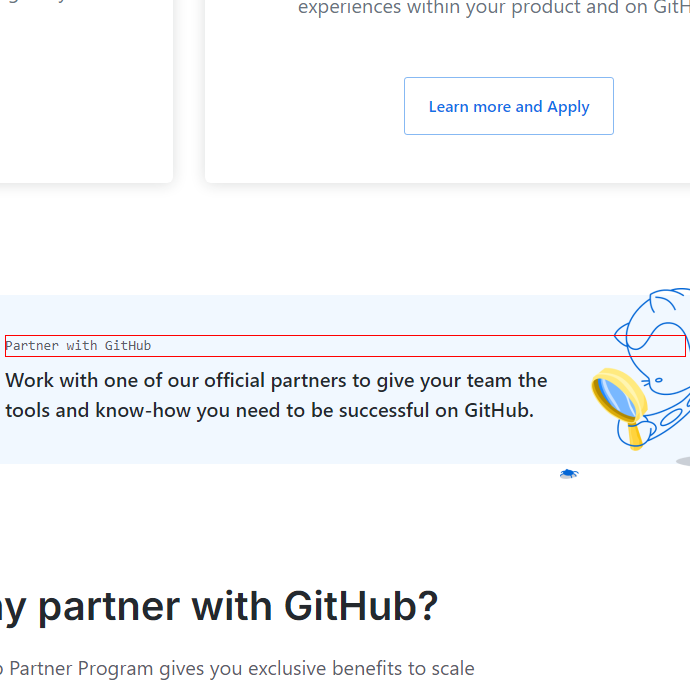 experiences within your product and on
Learn more and Apply
Partner with GitHub
Work with one of our official partners to give your team the
tools and know-how you need to be successful on GitHub.
partner with GitHub?
Partner Program gives you exclusive benefits to scale